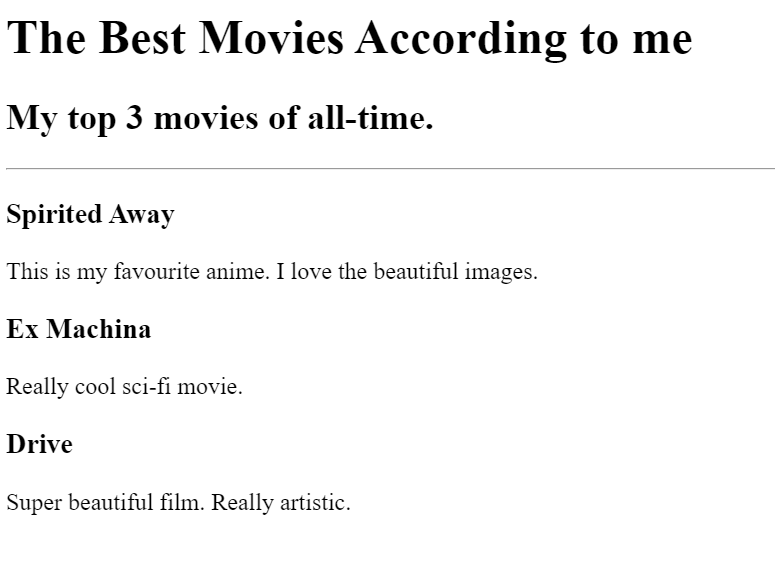 The Best Movies According to me
My top 3 movies of all-time.
Spirited Away
This is my favourite anime. I love the beautiful images.
Ex Machina
Really cool sci-fi movie.
Drive
Super beautiful film. Really artistic.